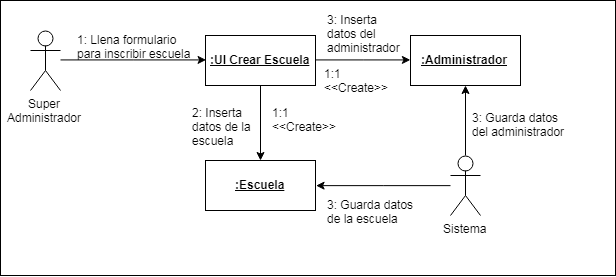 1: Llena formulario
para inscribir escuela
Super
Administrador
:UI Crear Escuela
3: Inserta
datos del
administrador
1:1
<<Create>>
:Administrador
2: Inserta
datos de la
escuela
1:1
<<Create>>
:Escuela
3: Guarda datos
del administrador
3: Guarda datos
de la escuela
Sistema